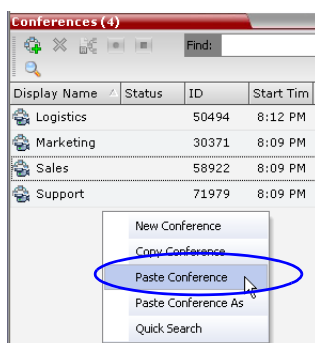 Conferences (4)
Find:
Display Name Status ID Start Tim
Logistics 50494 8:12 PM
Marketing 30371 8:09 PM
Sales 58922 8:09 PM
Support 71979 8:09 PM
New Conference
Copy Conference
Paste Conference
Paste Conference As
Quick Search